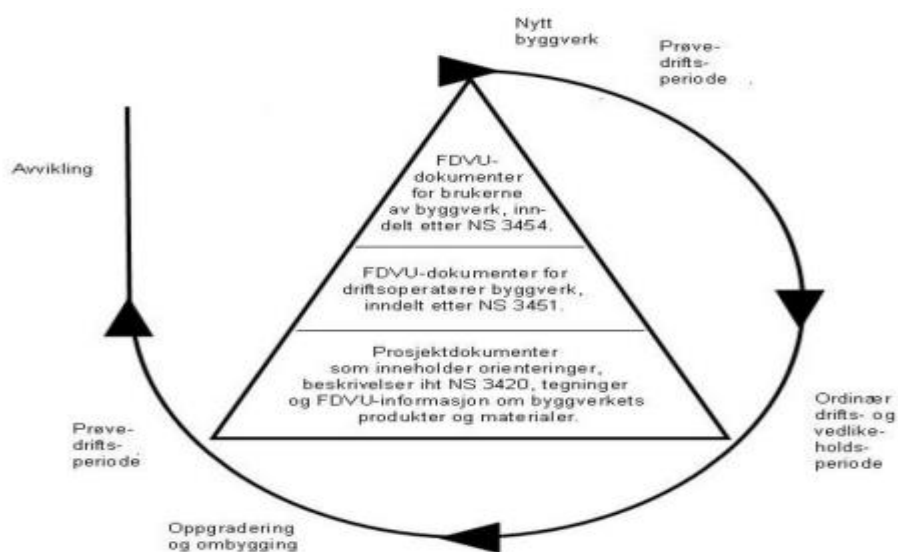 Nytt
byggverk
Prøve-
drifts-
periode
Avvikling
FDVU-
dokumenter
for brukerne
av byggverk, inn-
delt etter NS 3454.
FDVU-dokumenter for
driftsoperatører byggverk,
inndelt etter NS 3451.
Prosjektdokumenter
som inneholder orienteringer,
beskrivelser iht NS 3420, tegninger
og FDVU-informasjon om byggverkets
produkter og materialer.
Ordinær
drifts- og
vedlike-
holds-
periode
Prøve-
drifts-
periode
Oppgradering
og ombygging